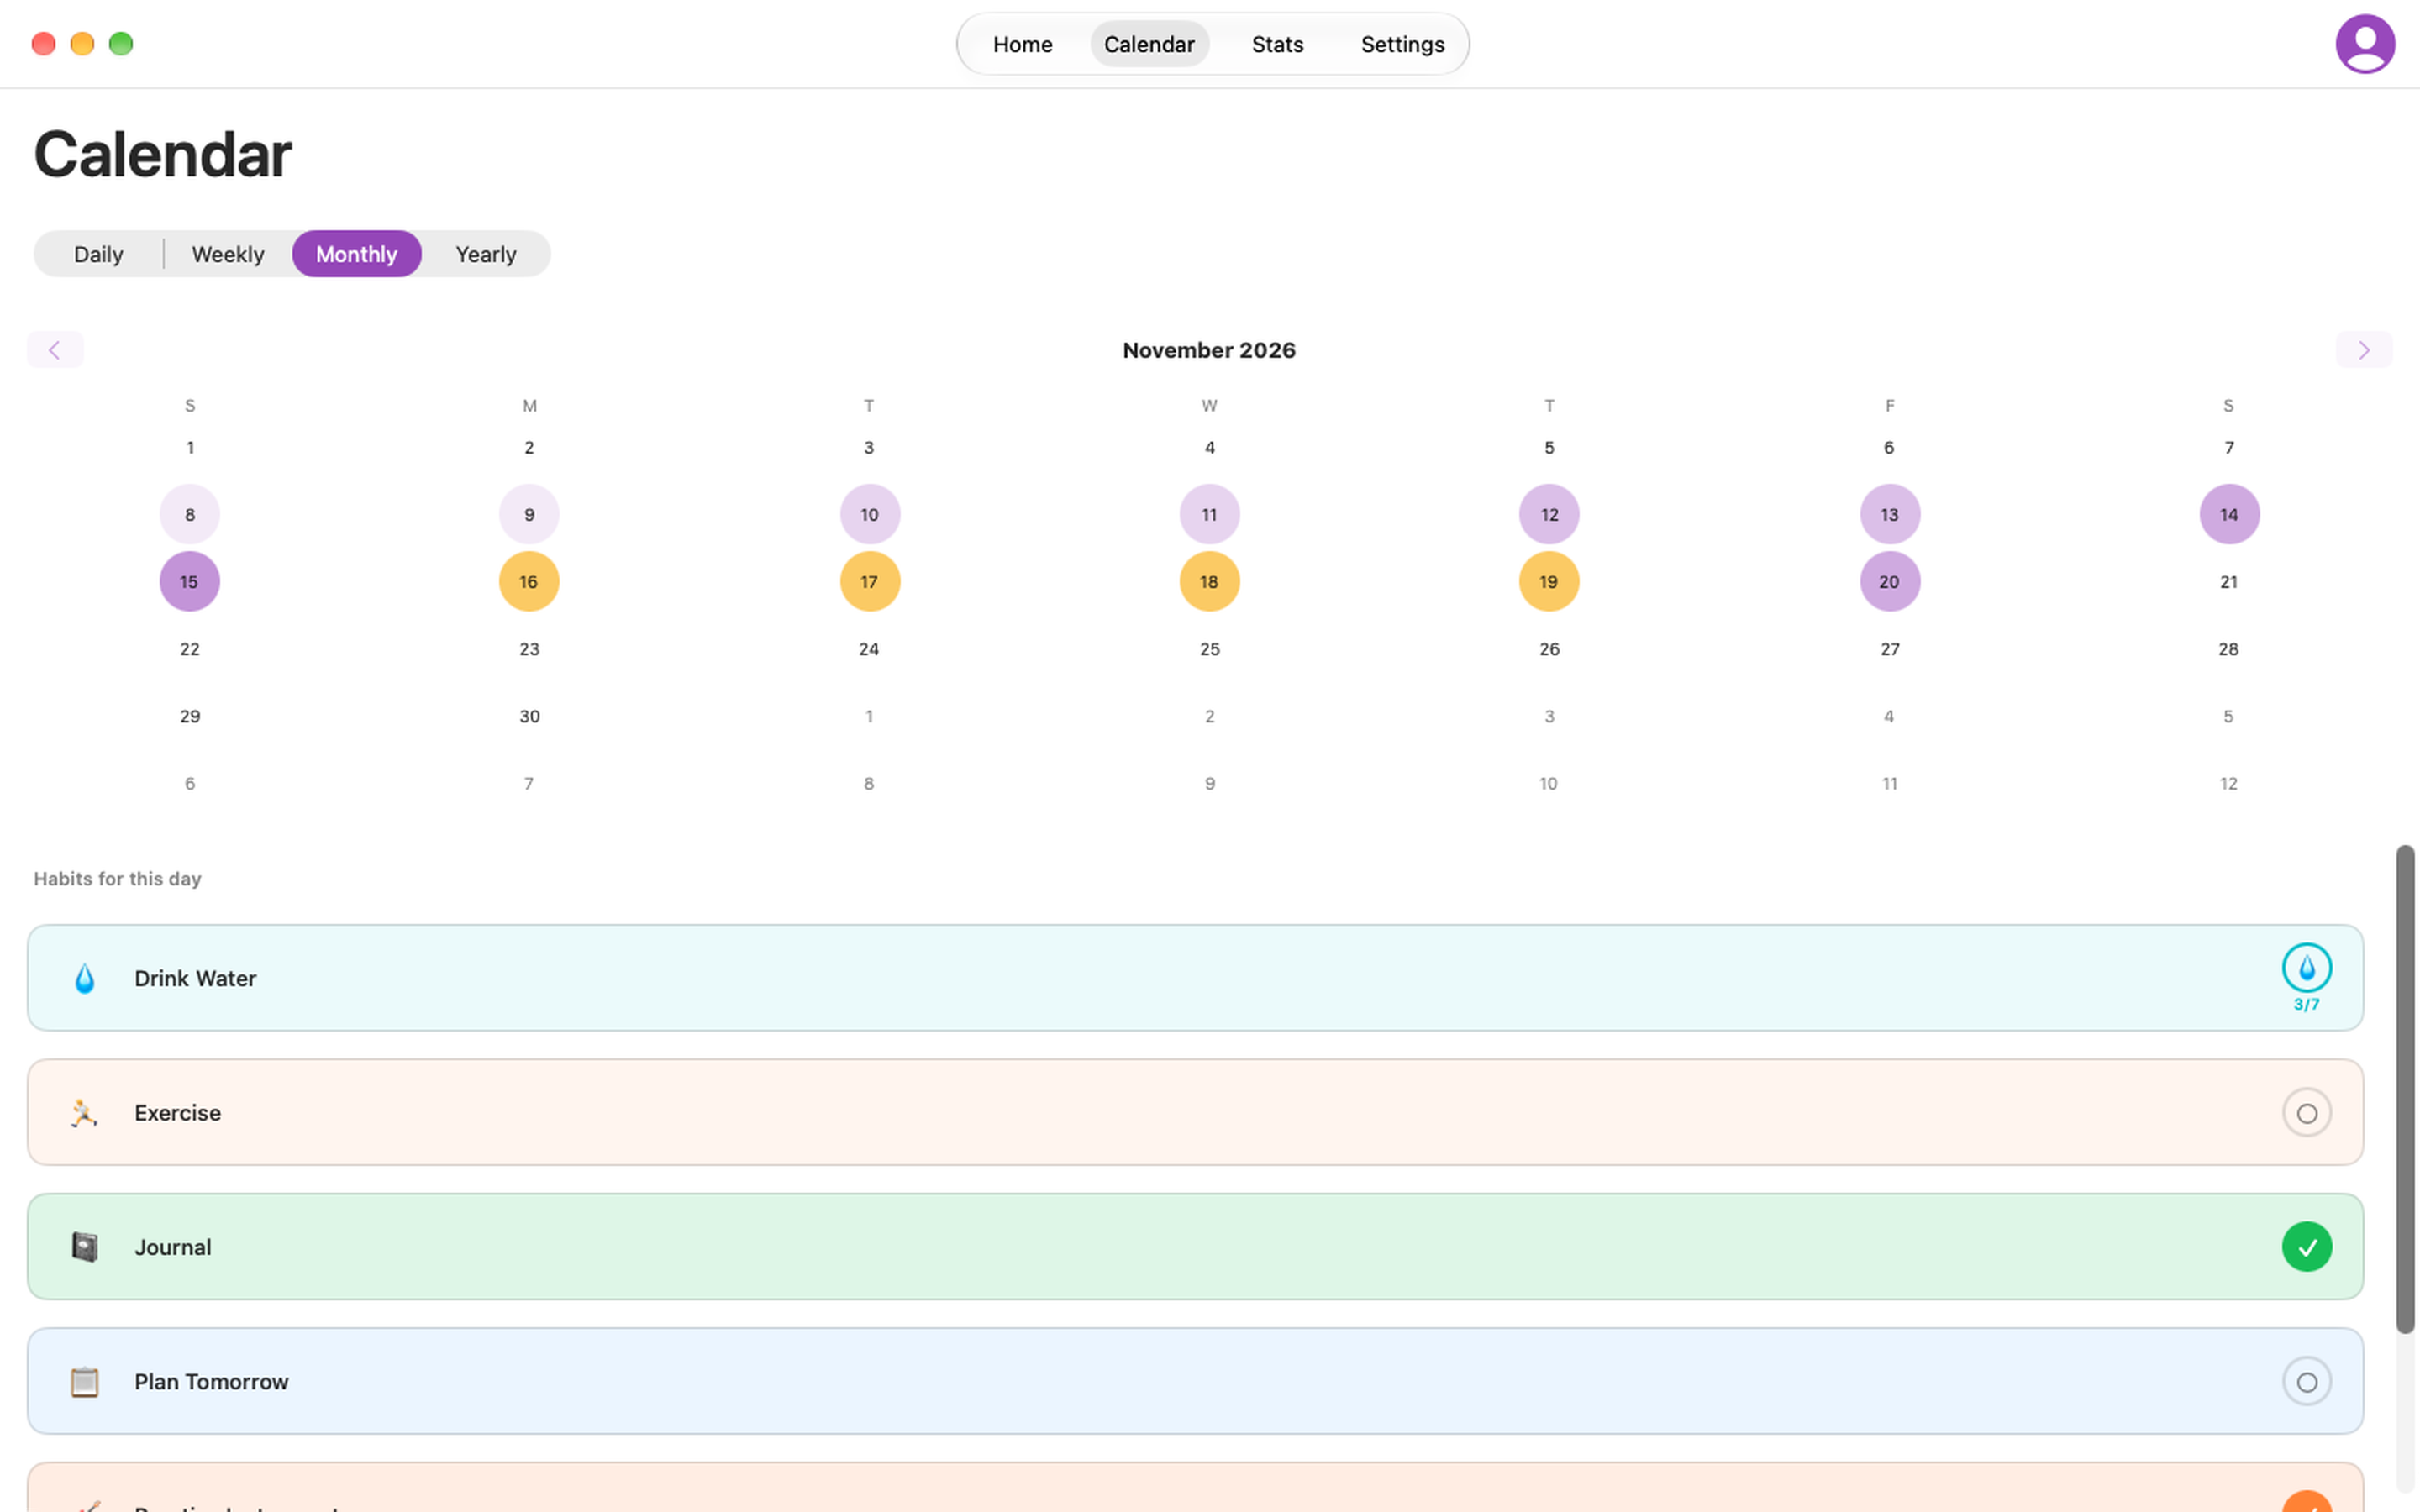 Home Calendar Stats Settings
Calendar
Daily Weekly Monthly Yearly
November 2026
S M T W T F S
1 2 3 4 5 6 7
8 9 10 11 12 13 14
15 16 17 18 19 20 21
22 23 24 25 26 27 28
29 30 1 2 3 4 5
6 7 8 9 10 11 12
Habits for this day
Drink Water
3/7
Exercise
Journal
Plan Tomorrow